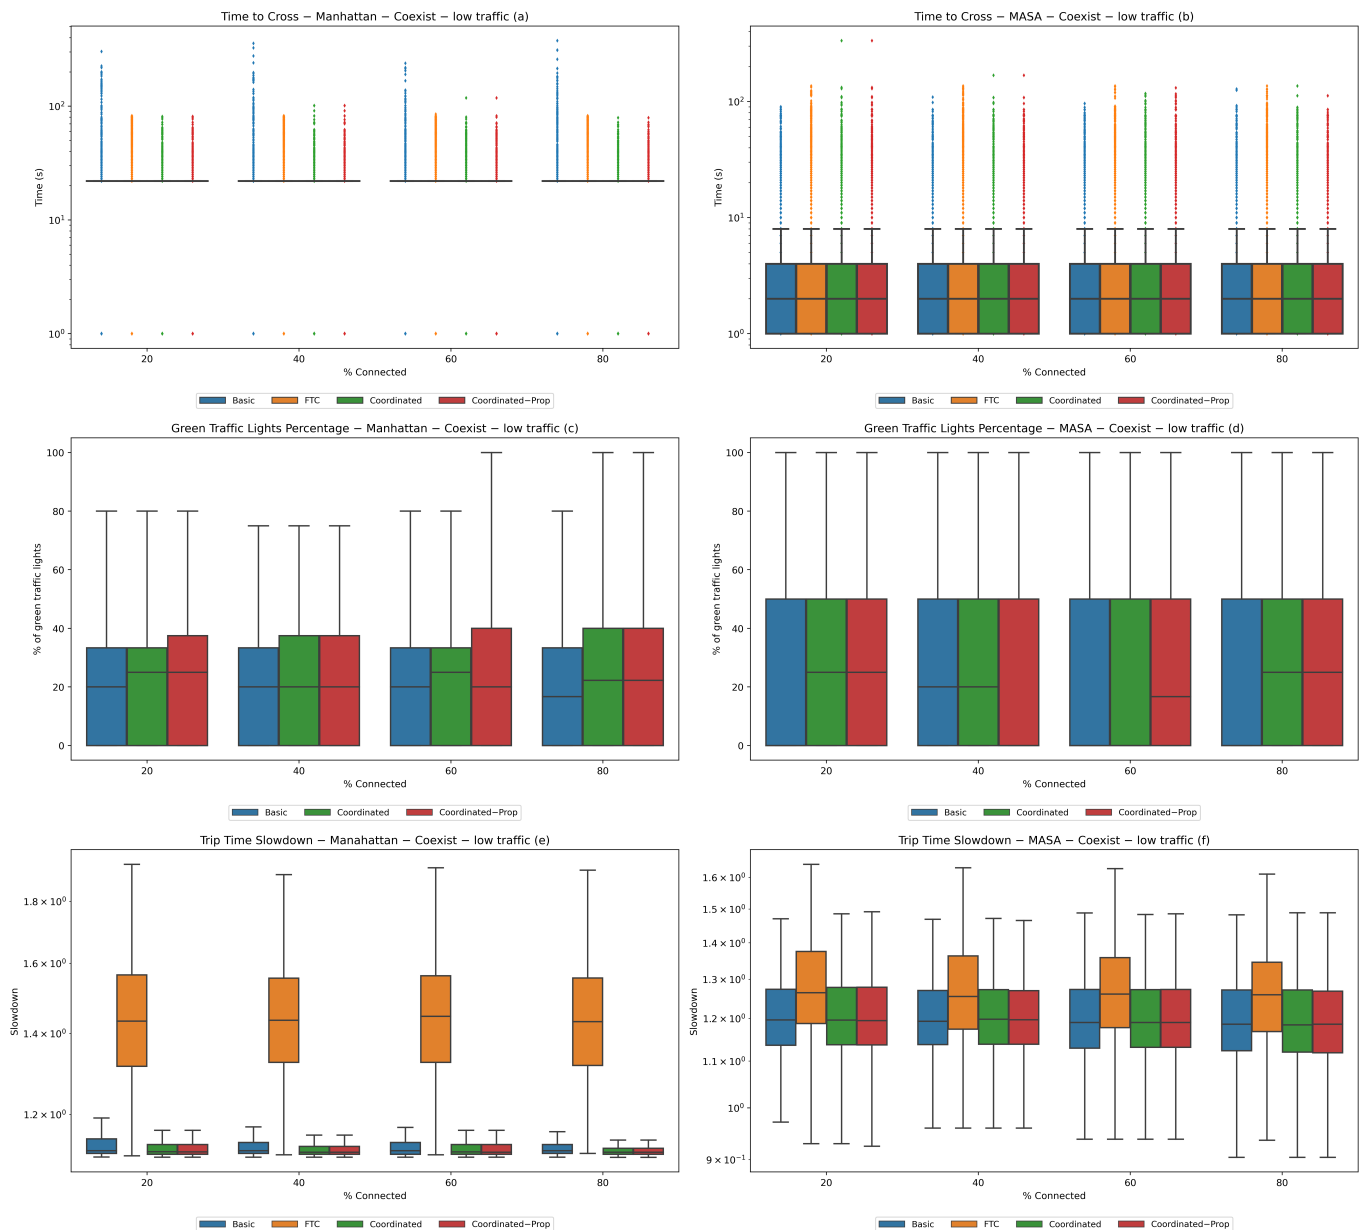 Time to Cross − Manhattan − Coexist − low traffic (a)
Time (s)
10²
10¹
10⁰
20 40 60 80
% Connected
Basic FTC Coordinated Coordinated−Prop
Time to Cross − MASA − Coexist − low traffic (b)
Time (s)
10²
10¹
10⁰
20 40 60 80
% Connected
Basic FTC Coordinated Coordinated−Prop
Green Traffic Lights Percentage − Manhattan − Coexist − low traffic (c)
% of green traffic lights
100
80
60
40
20
0
20 40 60 80
% Connected
Basic Coordinated Coordinated−Prop
Green Traffic Lights Percentage − MASA − Coexist − low traffic (d)
% of green traffic lights
100
80
60
40
20
0
20 40 60 80
% Connected
Basic Coordinated Coordinated−Prop
Trip Time Slowdown − Manahattan − Coexist − low traffic (e)
Slowdown
1.8 × 10⁰
1.6 × 10⁰
1.4 × 10⁰
1.2 × 10⁰
20 40 60 80
% Connected
Basic FTC Coordinated Coordinated−Prop
Trip Time Slowdown − MASA − Coexist − low traffic (f)
Slowdown
1.6 × 10⁰
1.5 × 10⁰
1.4 × 10⁰
1.3 × 10⁰
1.2 × 10⁰
1.1 × 10⁰
10⁰
9 × 10⁻¹
20 40 60 80
% Connected
Basic FTC Coordinated Coordinated−Prop